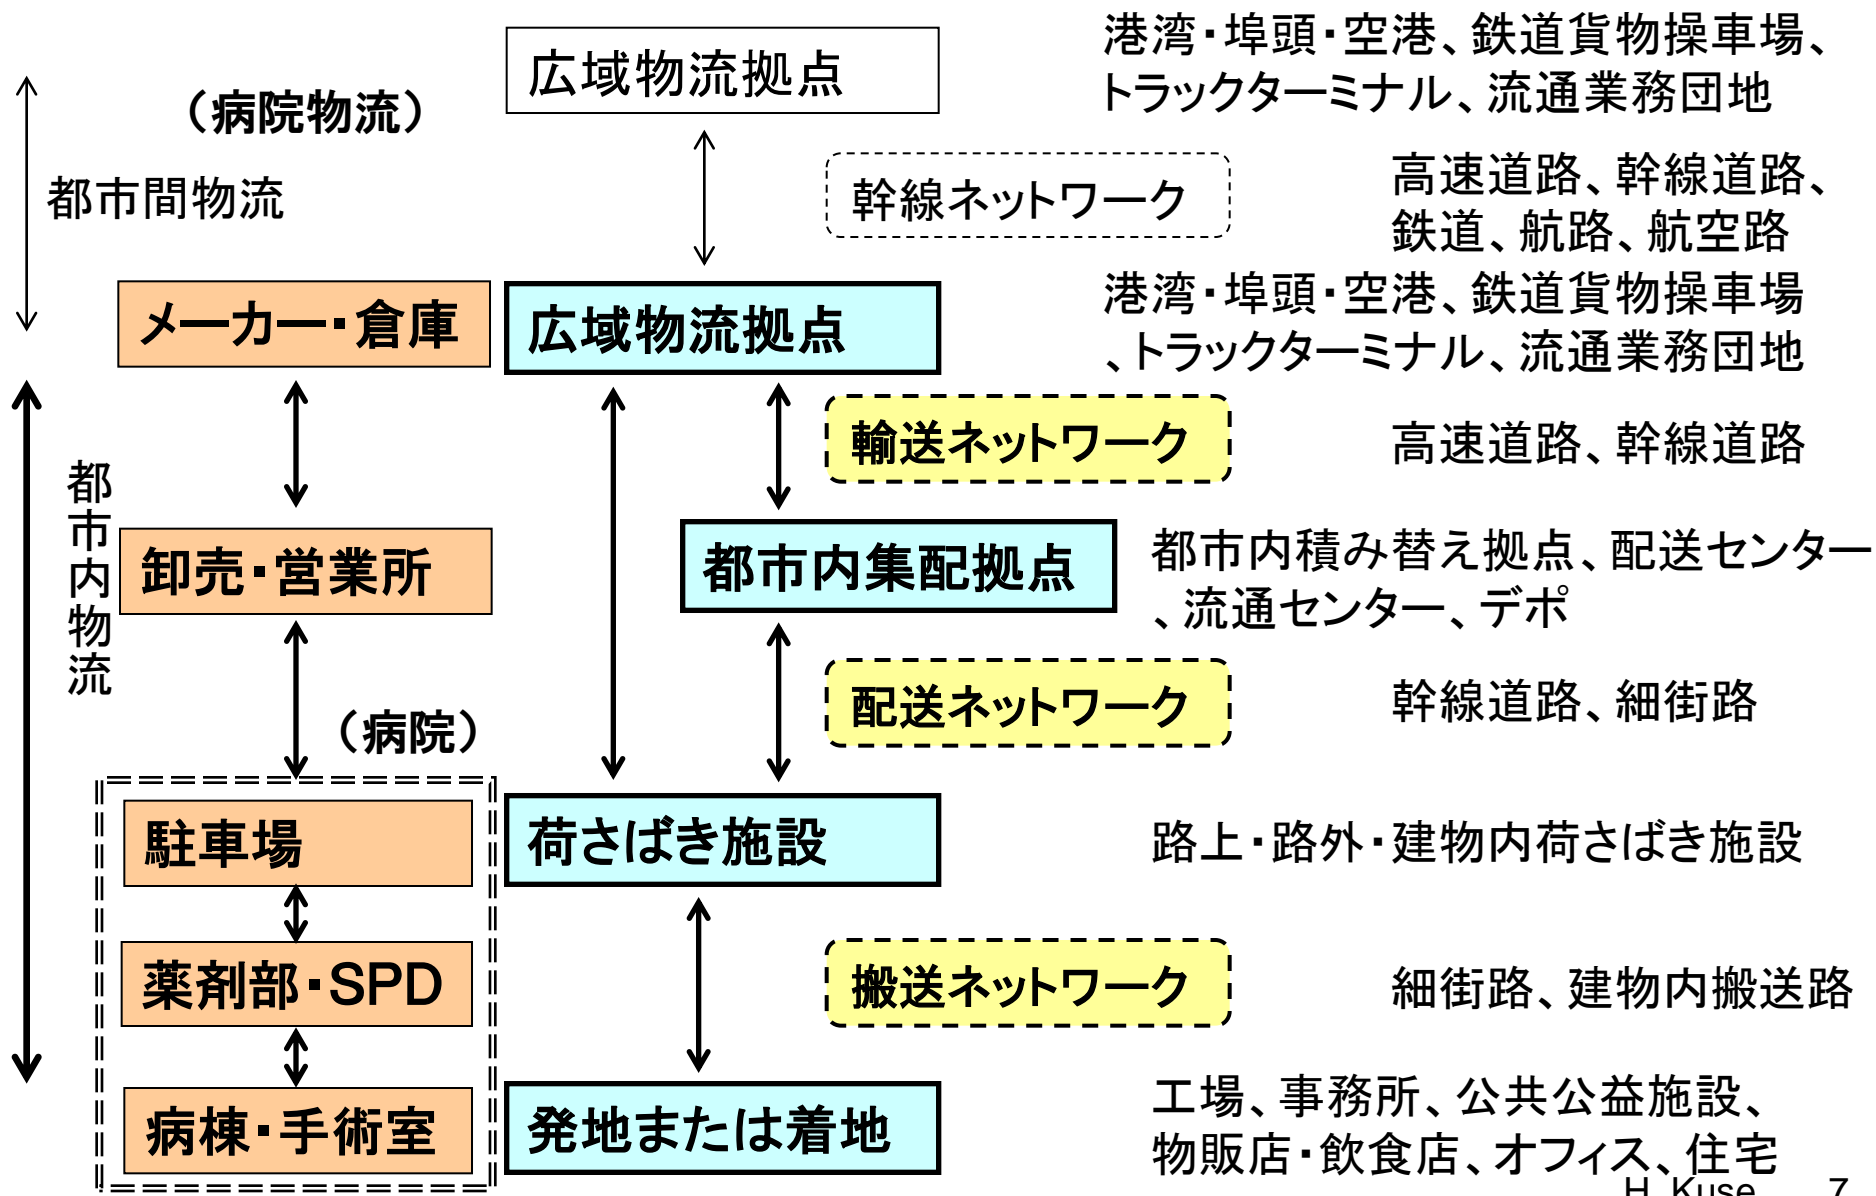 広域物流拠点
港湾・埠頭・空港、鉄道貨物操車場、
トラックターミナル、流通業務団地
（病院物流）
都市間物流
幹線ネットワーク
高速道路、幹線道路、
鉄道、航路、航空路
メーカー・倉庫
広域物流拠点
港湾・埠頭・空港、鉄道貨物操車場
、トラックターミナル、流通業務団地
輸送ネットワーク
高速道路、幹線道路
都市内物流
卸売・営業所
都市内集配拠点
都市内積み替え拠点、配送センター
、流通センター、デポ
配送ネットワーク
幹線道路、細街路
（病院）
駐車場
荷さばき施設
路上・路外・建物内荷さばき施設
薬剤部・SPD
搬送ネットワーク
細街路、建物内搬送路
病棟・手術室
発地または着地
工場、事務所、公共公益施設、
物販店・飲食店、オフィス、住宅
H. Kuse 7